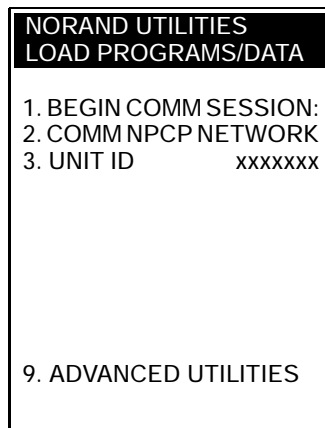 NORAND UTILITIES
LOAD PROGRAMS/DATA
1. BEGIN COMM SESSION:
2. COMM NPCP NETWORK
3. UNIT ID xxxxxxx
9. ADVANCED UTILITIES